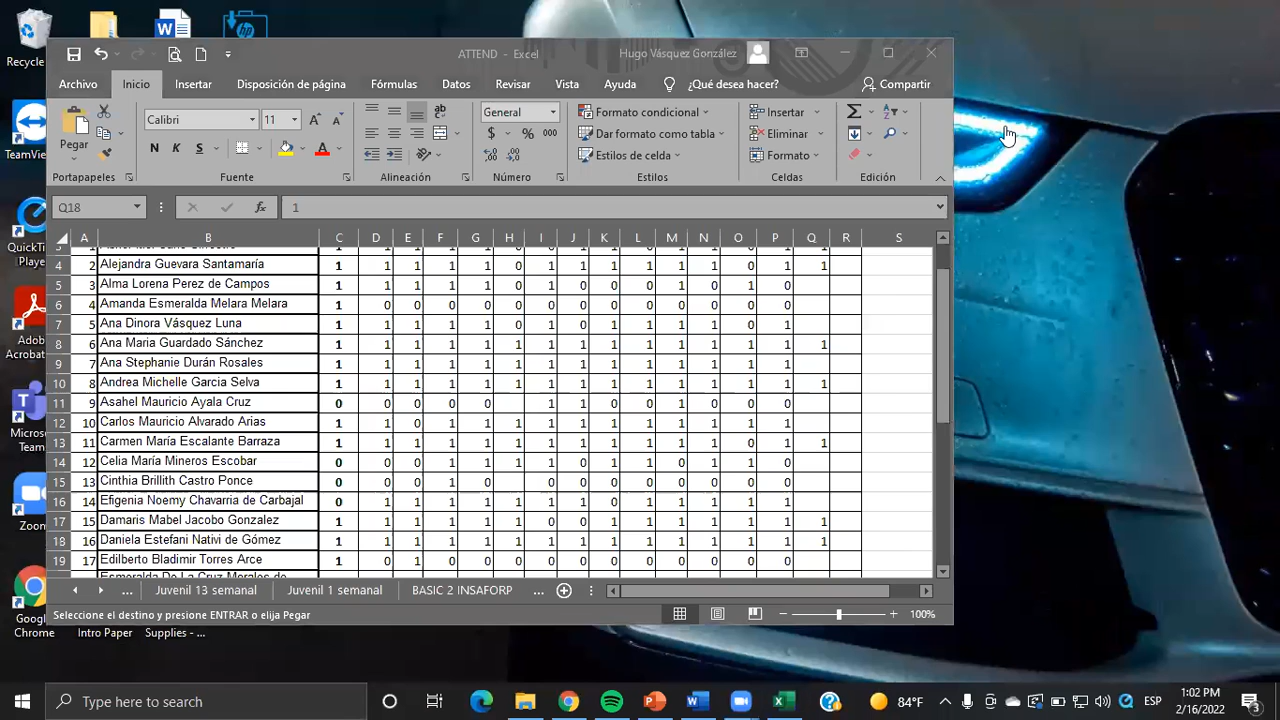 Recycle
ATTEND - Excel
Hugo Vásquez González
Archivo Inicio Insertar Disposición de página Fórmulas Datos Revisar Vista Ayuda ¿Qué desea hacer? Compartir
Pegar
Calibri 11
N K S
General
$ % 000
Formato condicional
Dar formato como tabla
Estilos de celda
Insertar
Eliminar
Formato
Portapapeles Fuente Alineación Número Estilos Celdas Edición
Q18 fx 1
A B C D E F G H I J K L M N O P Q R S
4 2 Alejandra Guevara Santamaría 1 1 1 1 1 0 1 1 1 1 1 1 0 1 1
5 3 Alma Lorena Perez de Campos 1 1 1 1 1 1 1 0 0 1 0 1 0 1 0
6 4 Amanda Esmeralda Melara Melara 1 0 0 0 0 0 0 0 0 0 0 0 0 0
7 5 Ana Dinora Vásquez Luna 1 1 1 1 1 0 1 0 1 1 1 1 0 1
8 6 Ana Maria Guardado Sánchez 1 1 1 1 1 1 1 1 1 1 1 1 1 1 1
9 7 Ana Stephanie Durán Rosales 1 1 1 1 1 1 1 1 1 1 1 1 1 1
10 8 Andrea Michelle Garcia Selva 1 1 1 1 1 1 1 1 1 1 1 1 1 0 1
11 9 Asahel Mauricio Ayala Cruz 0 0 0 0 0 1 1 0 0 1 0 0 0
12 10 Carlos Mauricio Alvarado Arias 1 1 0 1 1 1 1 1 1 1 1 1 1 1
13 11 Carmen María Escalante Barraza 1 1 1 1 1 1 1 1 1 1 1 1 0 1 1
14 12 Celia María Mineros Escobar 0 0 0 1 1 1 1 0 1 1 0 1 1 0
15 13 Cinthia Brillith Castro Ponce 0 0 0 1 0 0 0 0 0 0 0 0 0
16 14 Efigenia Noemy Chavarria de Carbajal 0 1 1 1 1 1 1 0 1 1 1 1 1 1
17 15 Damaris Mabel Jacobo Gonzalez 1 1 1 1 1 1 0 0 1 1 1 1 1 1 1
18 16 Daniela Estefani Nativi de Gómez 1 1 1 1 1 1 1 1 1 1 1 1 1 1 1
19 17 Edilberto Bladimir Torres Arce 1 0 1 0 0 0 0 0 0 0 0 0 0 0
Esmeralda De La Cruz Morales de
... Juvenil 13 semanal Juvenil 1 semanal BASIC 2 INSAFORP ...
Seleccione el destino y presione ENTRAR o elija Pegar
100%
TeamView
QuickTime
Player
Adobe
Acrobat
Microsoft
Team
Zoom
Google
Chrome
Intro Paper
Supplies - ...
Type here to search
84°F
ESP
1:02 PM
2/16/2022
3